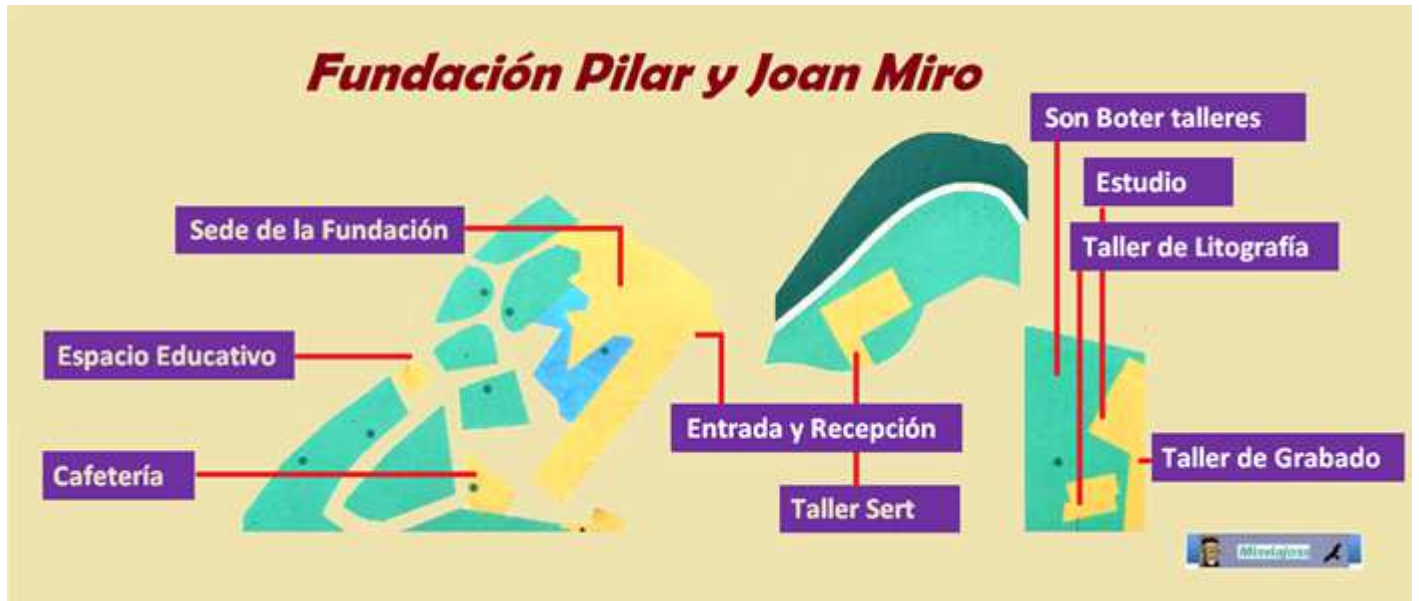 Fundación Pilar y Joan Miro
Son Boter talleres
Estudio
Sede de la Fundación
Taller de Litografía
Espacio Educativo
Entrada y Recepción
Taller de Grabado
Cafetería
Taller Sert